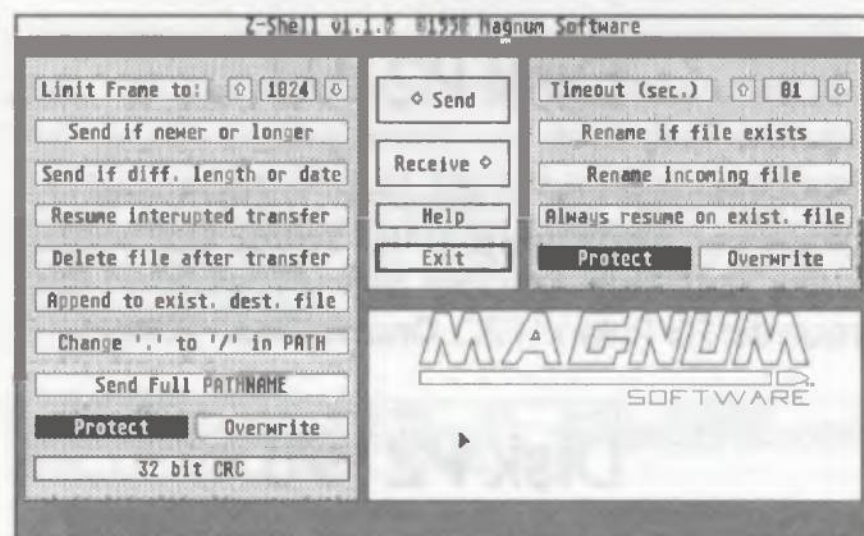 Z-Shell v1.1. Magnum Software
Limit Frame to: 1024
Send if newer or longer
Send if diff. length or date
Resume interupted transfer
Delete file after transfer
Append to exist. dest. file
Change '.' to '/' in PATH
Send Full PATHNAME
Protect Overwrite
32 bit CRC
Send
Receive
Help
Exit
Timeout (sec.) 01
Rename if file exists
Rename incoming file
Always resume on exist. file
Protect Overwrite
MAGNUM
SOFTWARE